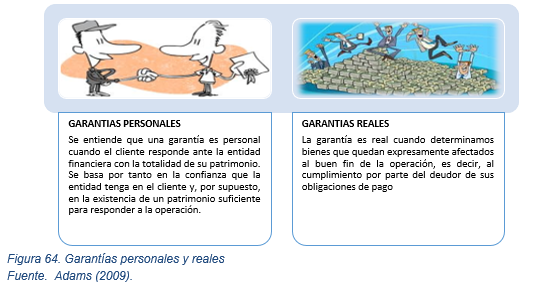 GARANTIAS PERSONALES
Se entiende que una garantía es personal
cuando el cliente responde ante la entidad
financiera con la totalidad de su patrimonio.
Se basa por tanto en la confianza que la
entidad tenga en el cliente y, por supuesto,
en la existencia de un patrimonio suficiente
para responder a la operación.
GARANTIAS REALES
La garantía es real cuando determinamos
bienes que quedan expresamente afectados
al buen fin de la operación, es decir, al
cumplimiento por parte del deudor de sus
obligaciones de pago
Figura 64. Garantías personales y reales
Fuente. Adams (2009).